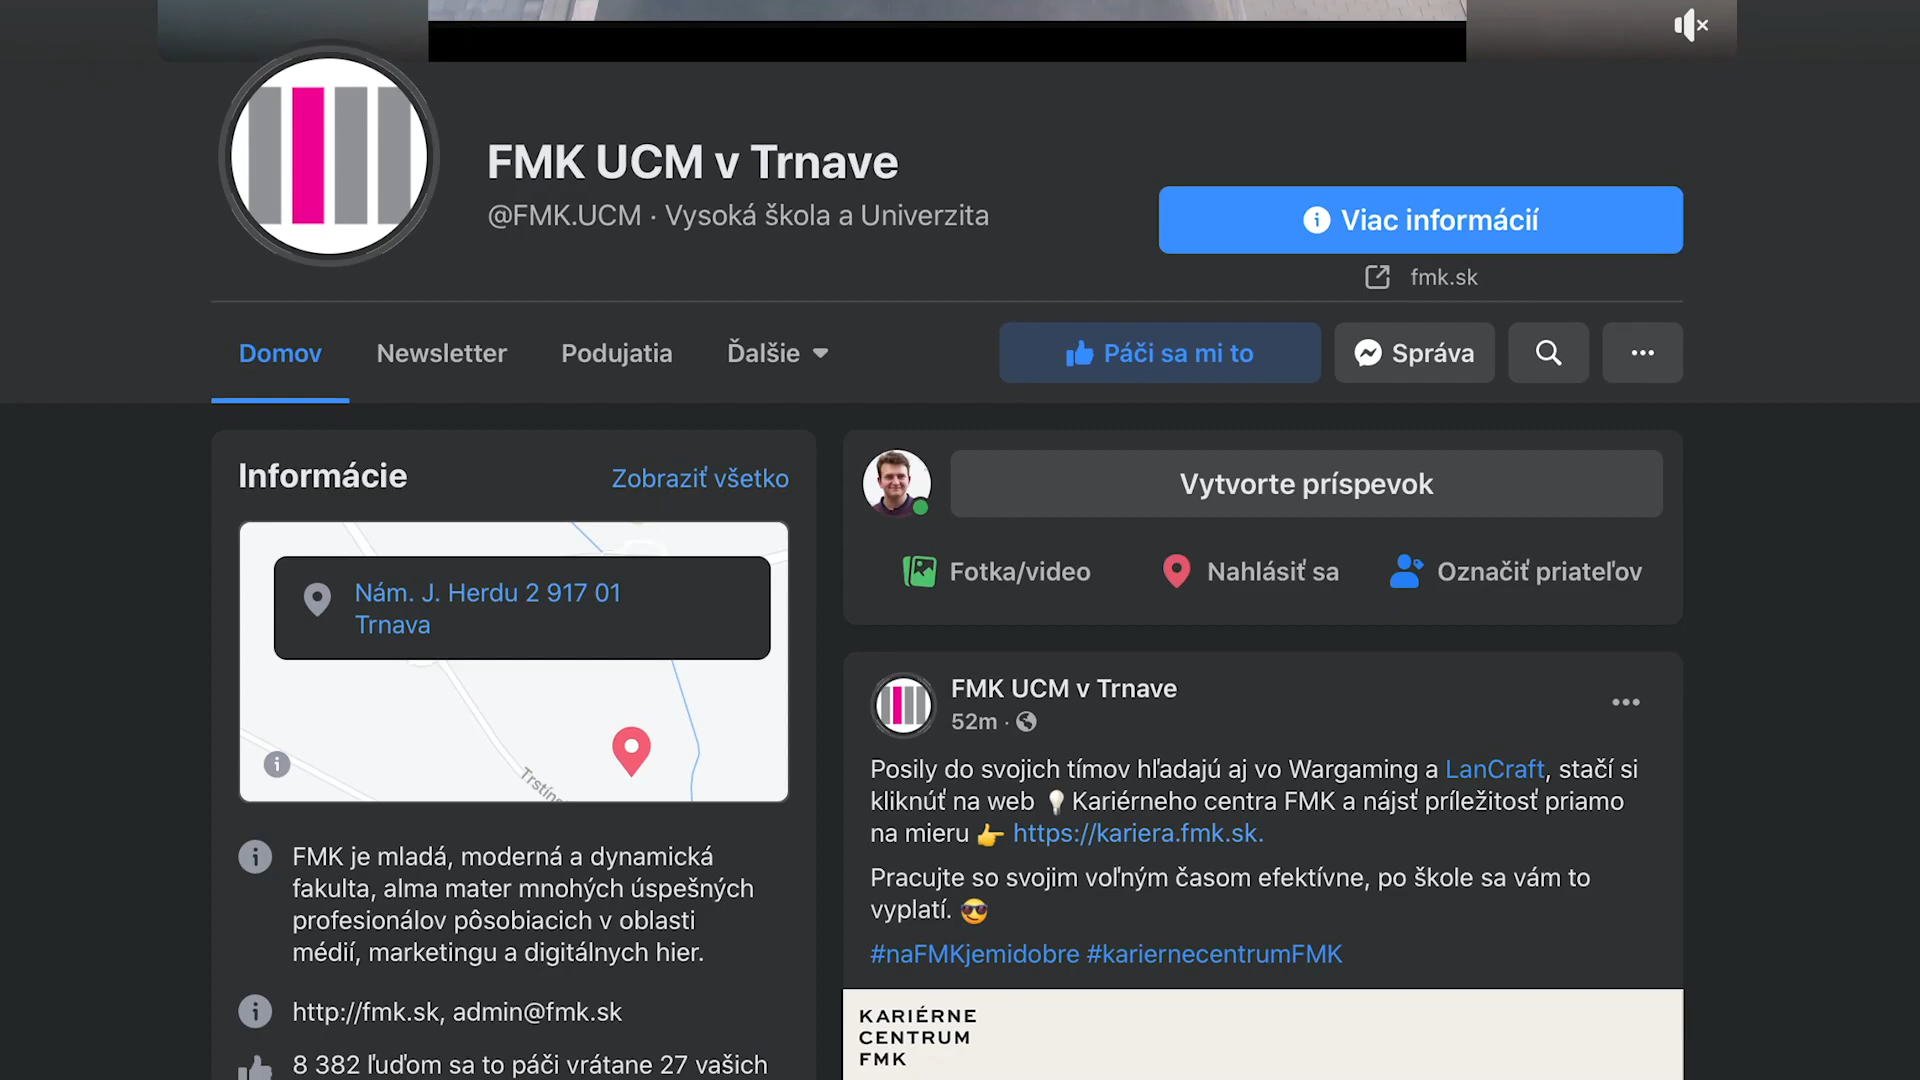 FMK UCM v Trnave
@FMK.UCM · Vysoká škola a Univerzita
Viac informácií
fmk.sk
Domov
Newsletter
Podujatia
Ďalšie
Páči sa mi to
Správa
Informácie
Zobraziť všetko
Nám. J. Herdu 2 917 01
Trnava
FMK je mladá, moderná a dynamická
fakulta, alma mater mnohých úspešných
profesionálov pôsobiacich v oblasti
médií, marketingu a digitálnych hier.
http://fmk.sk, admin@fmk.sk
8 382 ľuďom sa to páči vrátane 27 vašich
Vytvorte príspevok
Fotka/video
Nahlásiť sa
Označiť priateľov
FMK UCM v Trnave
52m ·
Posily do svojich tímov hľadajú aj vo Wargaming a LanCraft, stačí si
kliknúť na web 💡Kariérneho centra FMK a nájsť príležitosť priamo
na mieru 👉 https://kariera.fmk.sk.
Pracujte so svojim voľným časom efektívne, po škole sa vám to
vyplatí. 😎
#naFMKjemidobre #kariernecentrumFMK
KARIÉRNE
CENTRUM
FMK